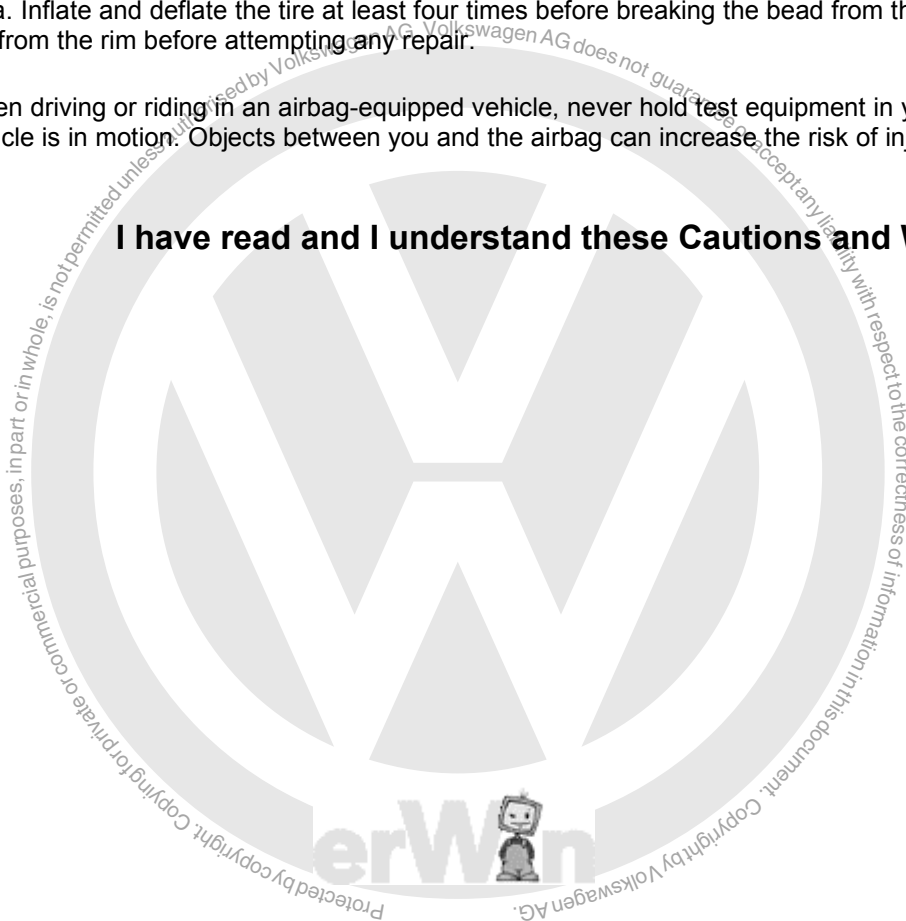 a. Inflate and deflate the tire at least four times before breaking the bead from th
from the rim before attempting any repair.
en driving or riding in an airbag-equipped vehicle, never hold test equipment in y
icle is in motion. Objects between you and the airbag can increase the risk of inj
I have read and I understand these Cautions and W
Protected by copyright. Copying for private or commercial purposes, in part or in whole, is not permitted unless authorised by Volkswagen AG. Volkswagen AG does not guarantee or accept any liability with respect to the correctness of information in this document. Copyright by Volkswagen AG.
erWin